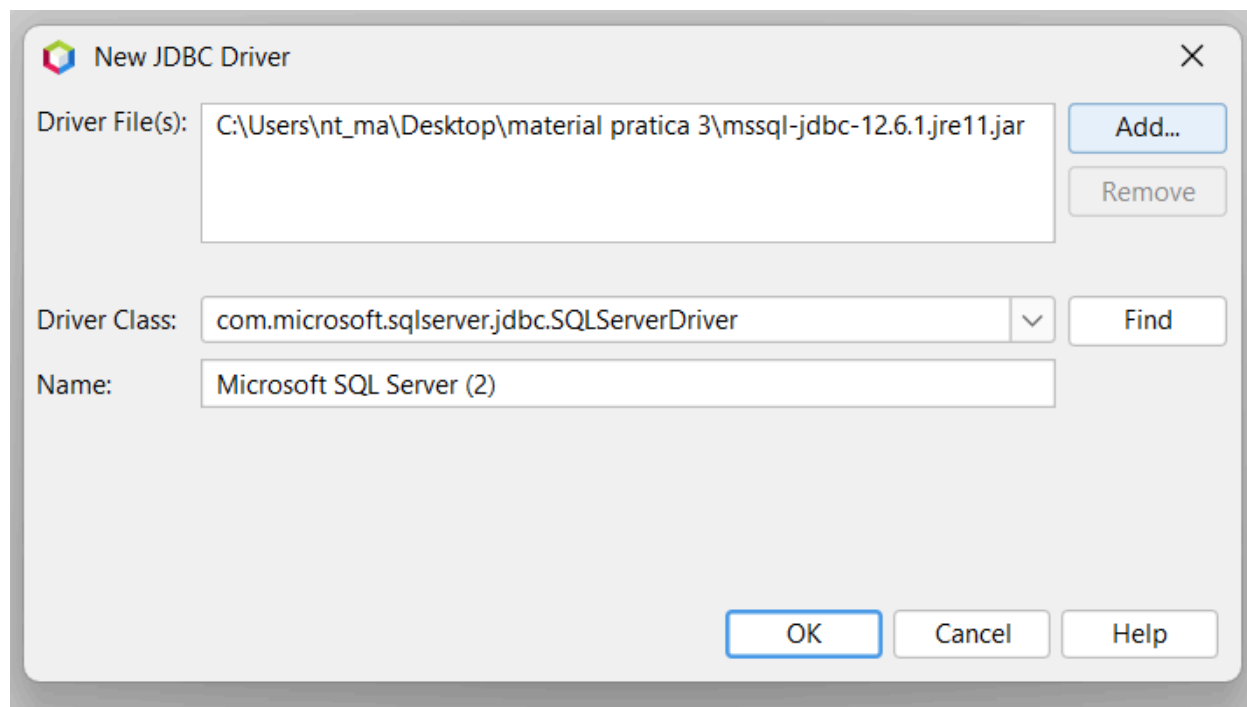 New JDBC Driver
Driver File(s):
C:\Users\nt_ma\Desktop\material pratica 3\mssql-jdbc-12.6.1.jre11.jar
Add...
Remove
Driver Class:
com.microsoft.sqlserver.jdbc.SQLServerDriver
Find
Name:
Microsoft SQL Server (2)
OK
Cancel
Help